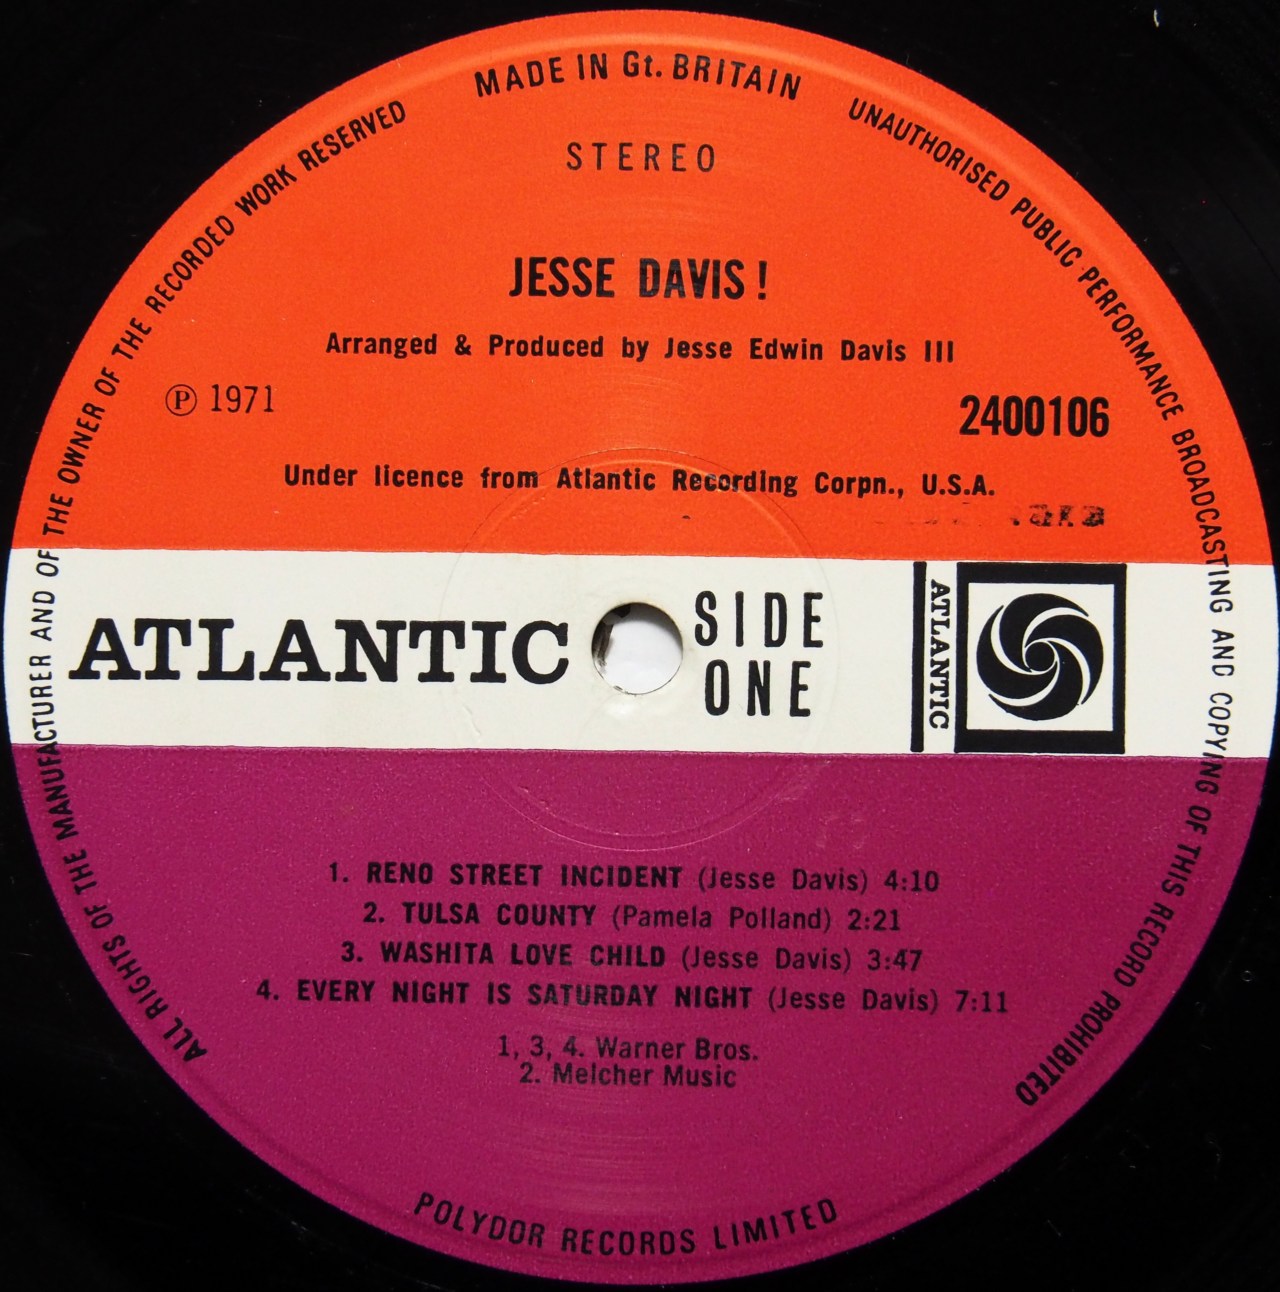 MADE IN Gt. BRITAIN
UNAUTHORISED PUBLIC PERFORMANCE BROADCASTING AND COPYING OF THIS RECORD PROHIBITED
ALL RIGHTS OF THE MANUFACTURER AND OF THE OWNER OF THE RECORDED WORK RESERVED
STEREO
JESSE DAVIS!
Arranged & Produced by Jesse Edwin Davis III
℗ 1971
2400106
Under licence from Atlantic Recording Corpn., U.S.A.
ATLANTIC
SIDE
ONE
ATLANTIC
1. RENO STREET INCIDENT (Jesse Davis) 4:10
2. TULSA COUNTY (Pamela Polland) 2:21
3. WASHITA LOVE CHILD (Jesse Davis) 3:47
4. EVERY NIGHT IS SATURDAY NIGHT (Jesse Davis) 7:11
1, 3, 4. Warner Bros.
2. Melcher Music
POLYDOR RECORDS LIMITED